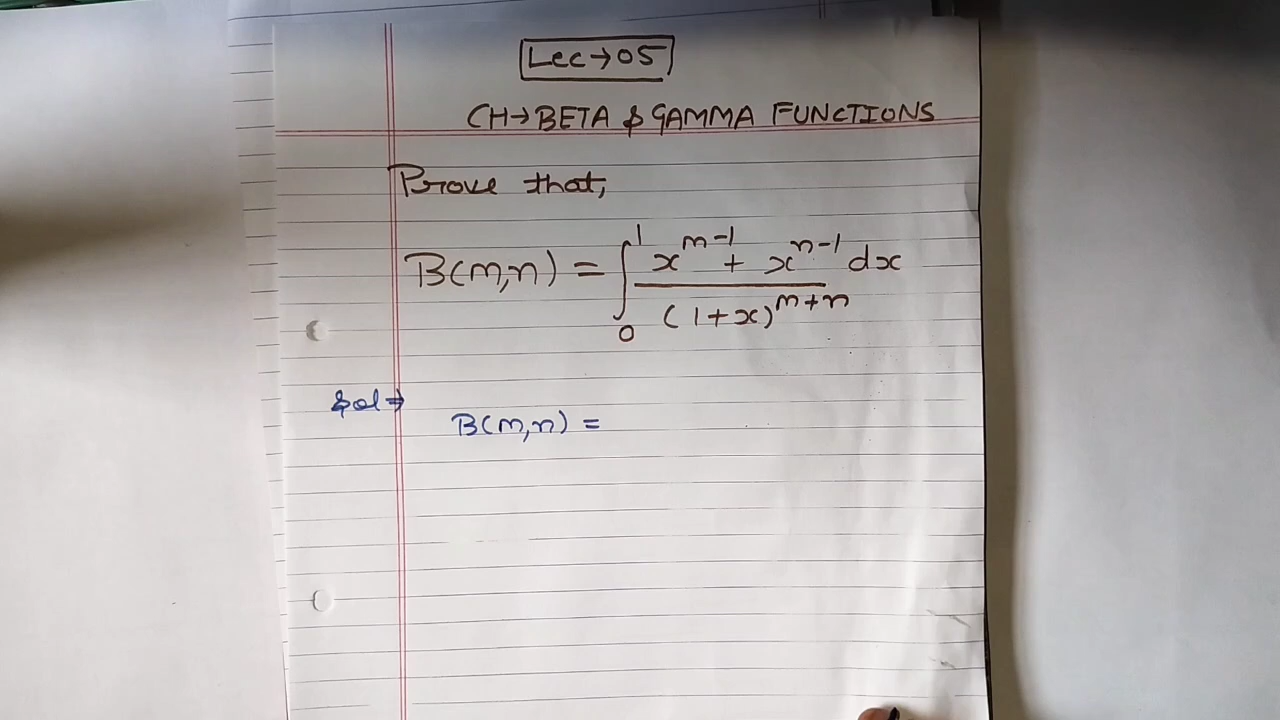 Lec→05
CH→BETA & GAMMA FUNCTIONS
Prove that,
B(m,n) = ∫₀¹ (x^{m-1} + x^{n-1})/(1+x)^{m+n} dx
Sol⇒
B(m,n) =